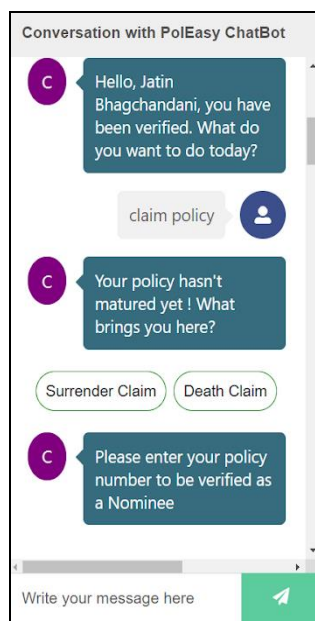 Conversation with PolEasy ChatBot
C
Hello, Jatin
Bhagchandani, you have
been verified. What do
you want to do today?
claim policy
C
Your policy hasn't
matured yet ! What
brings you here?
Surrender Claim
Death Claim
C
Please enter your policy
number to be verified as
a Nominee
Write your message here